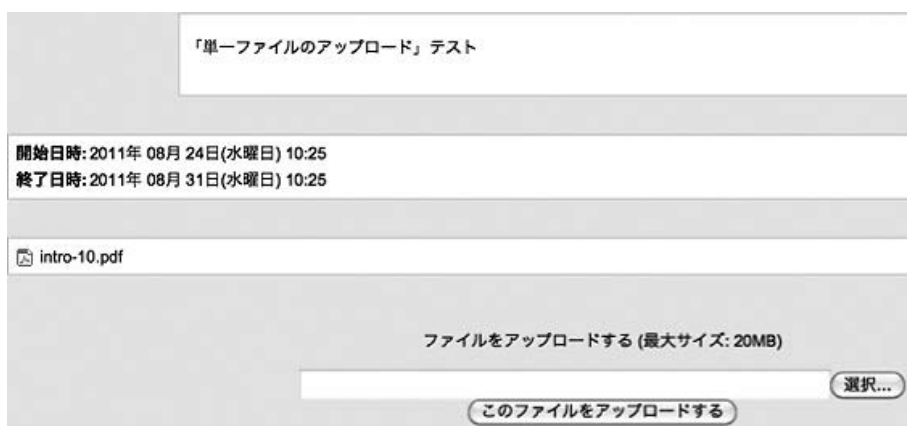 「単一ファイルのアップロード」テスト
開始日時: 2011年 08月 24日(水曜日) 10:25
終了日時: 2011年 08月 31日(水曜日) 10:25
intro-10.pdf
ファイルをアップロードする (最大サイズ: 20MB)
選択...
このファイルをアップロードする